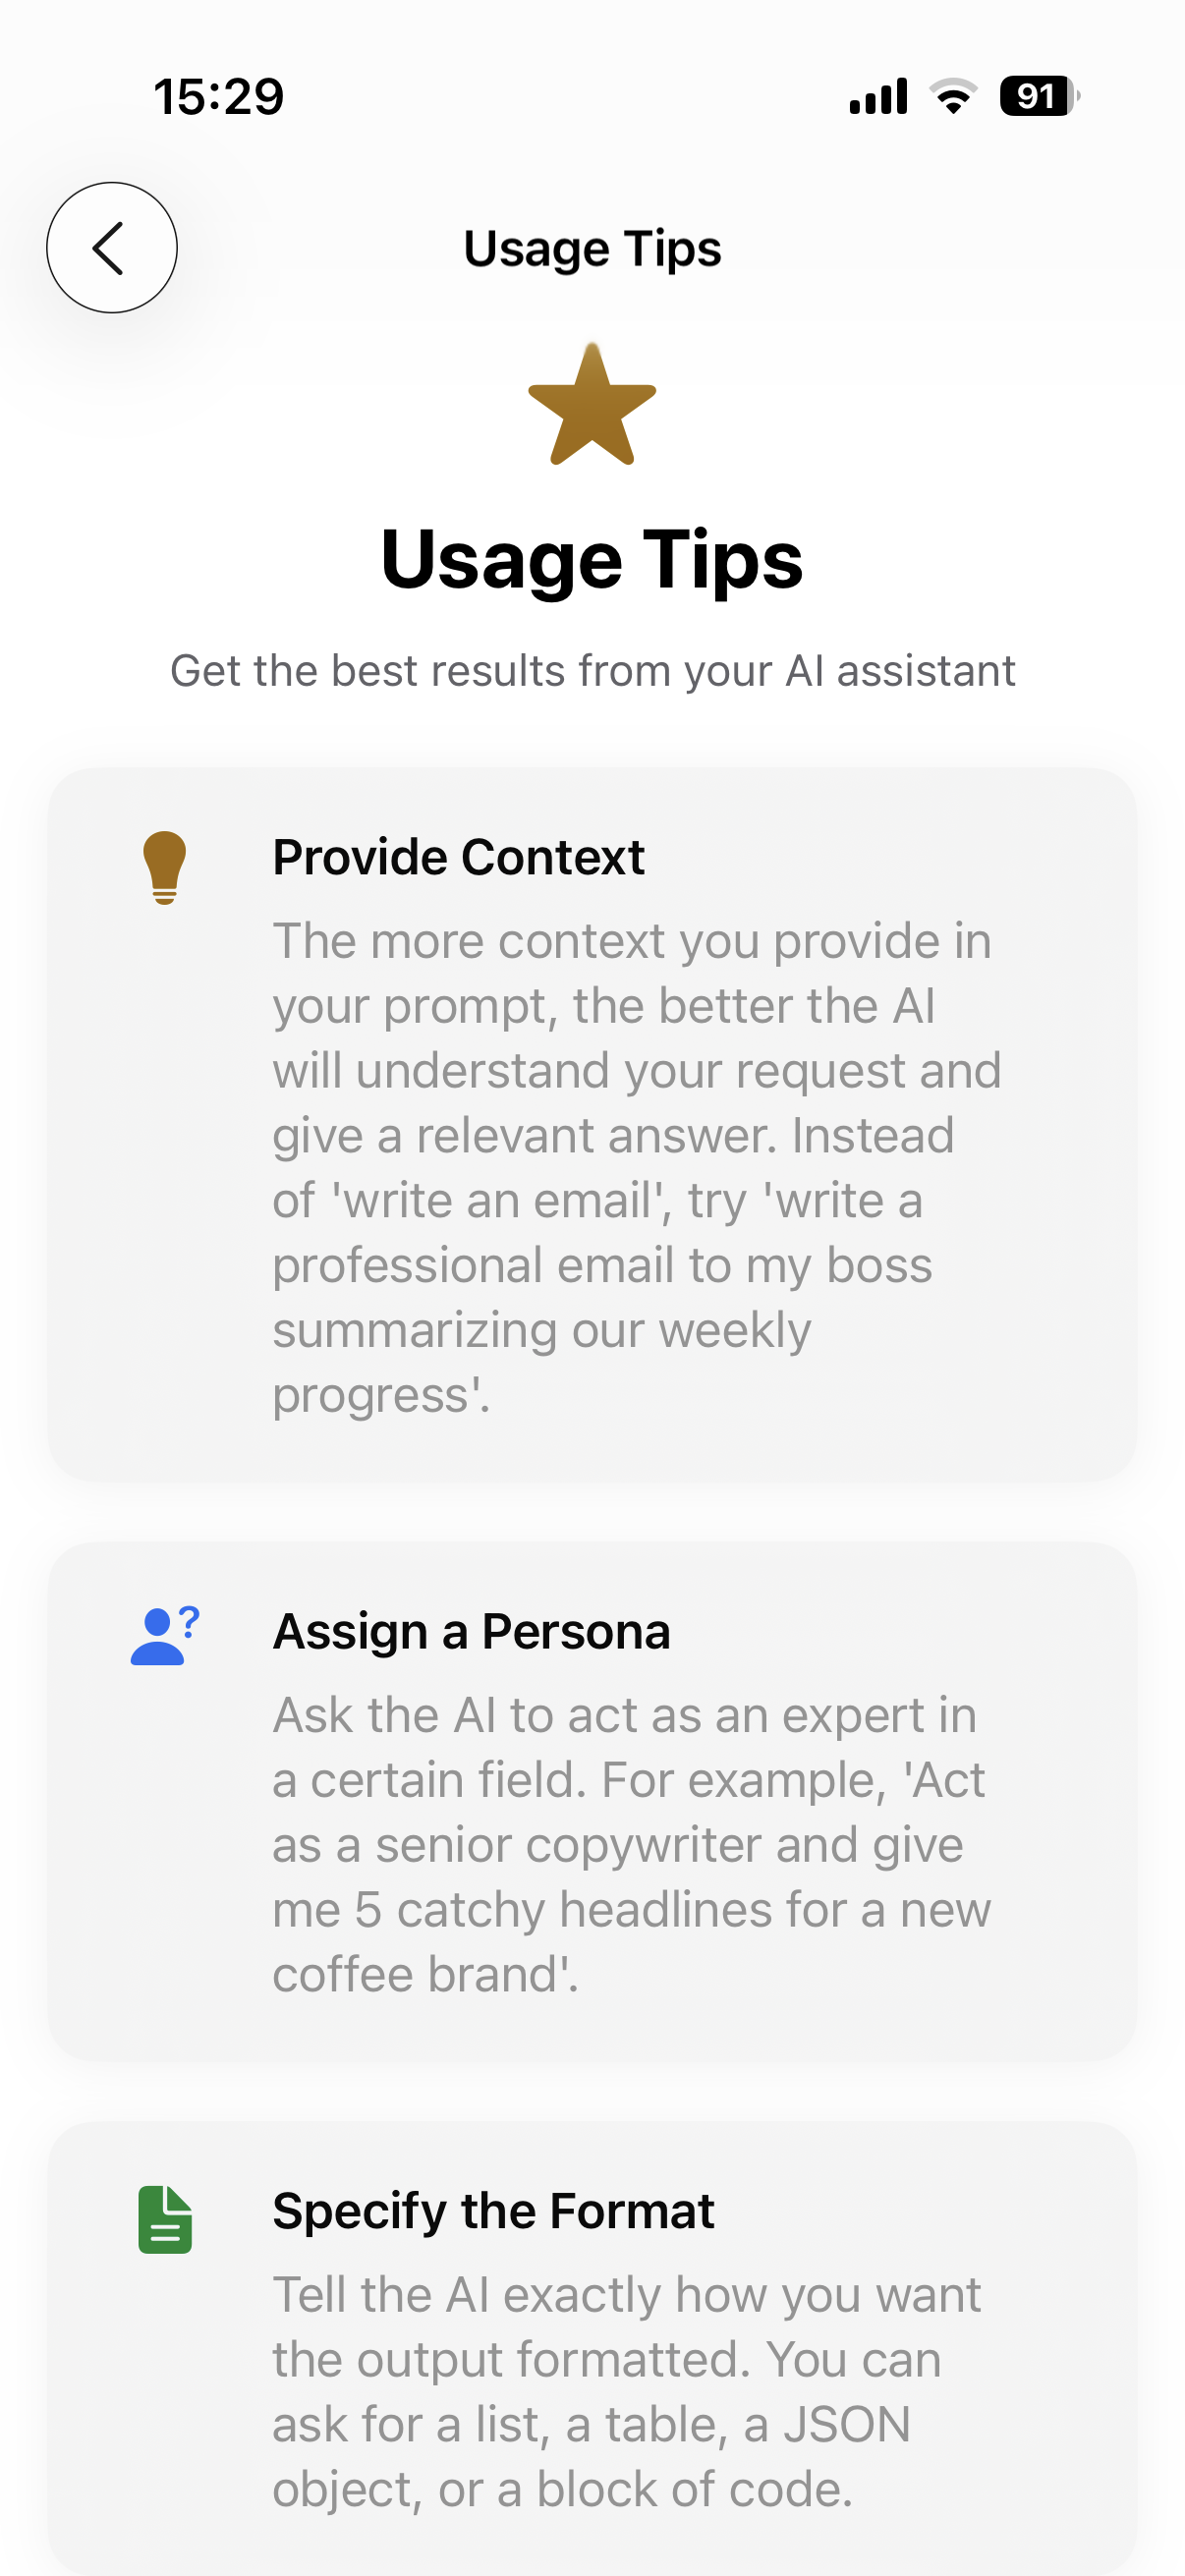 15:29
91
Usage Tips
Usage Tips
Get the best results from your AI assistant
Provide Context
The more context you provide in
your prompt, the better the AI
will understand your request and
give a relevant answer. Instead
of 'write an email', try 'write a
professional email to my boss
summarizing our weekly
progress'.
?
Assign a Persona
Ask the AI to act as an expert in
a certain field. For example, 'Act
as a senior copywriter and give
me 5 catchy headlines for a new
coffee brand'.
Specify the Format
Tell the AI exactly how you want
the output formatted. You can
ask for a list, a table, a JSON
object, or a block of code.